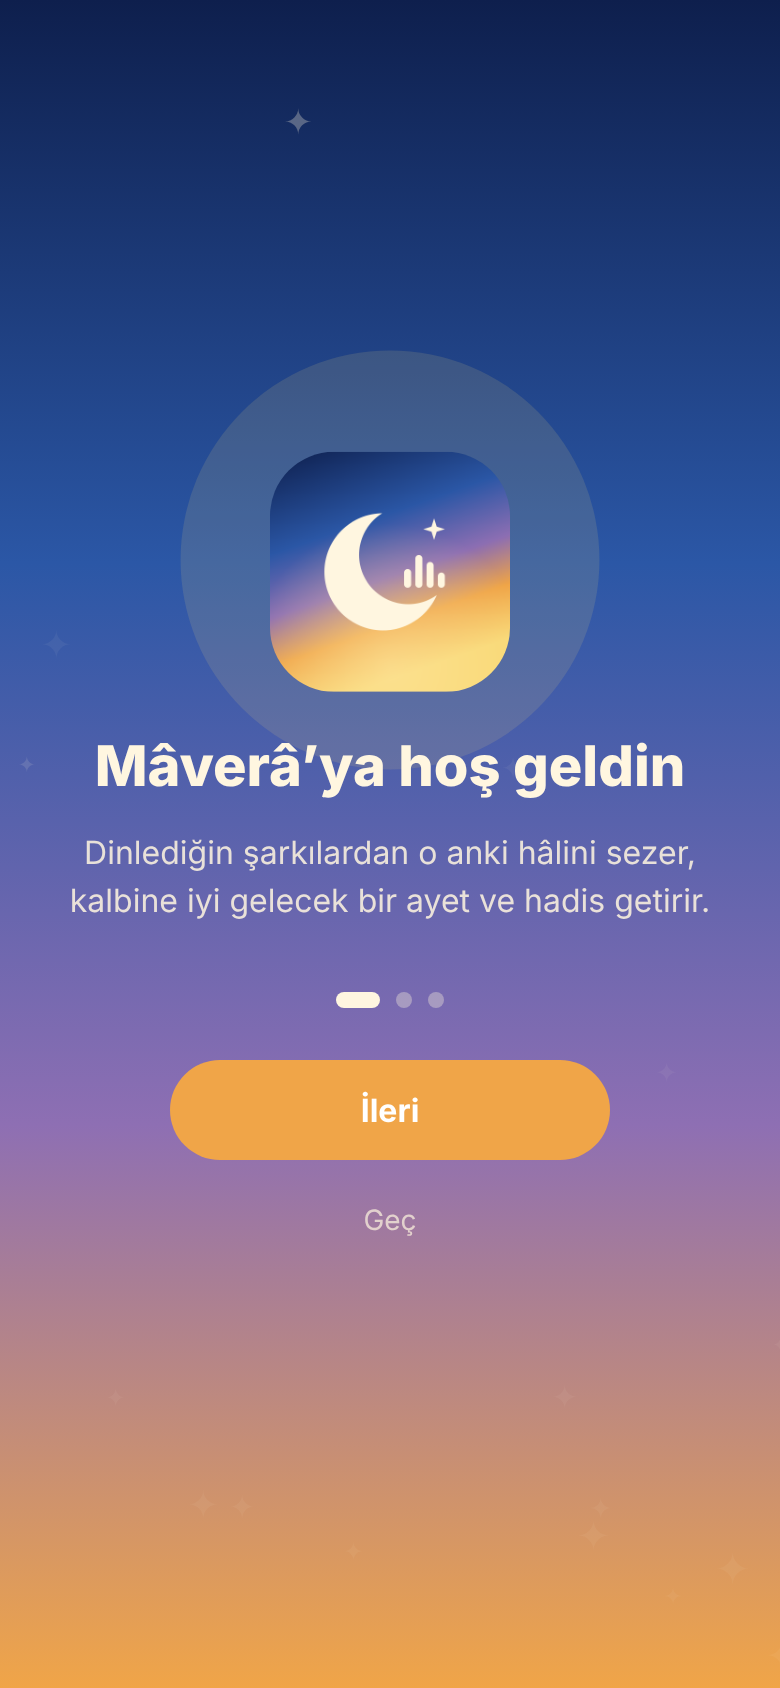 Mâverâ’ya hoş geldin
Dinlediğin şarkılardan o anki hâlini sezer,
kalbine iyi gelecek bir ayet ve hadis getirir.
İleri
Geç